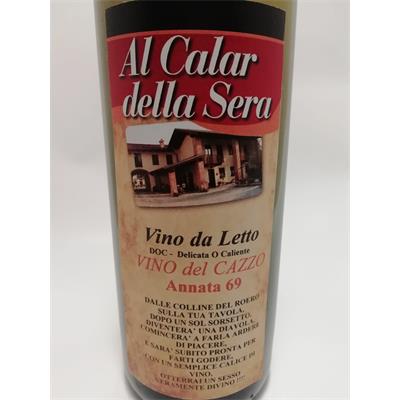 Al Calar
della Sera
Vino da Letto
DOC - Delicata O Caliente
VINO del CAZZO
Annata 69
DALLE COLLINE DEL ROERO
SULLA TUA TAVOLA,
DOPO UN SOL SORSETTO,
DIVENTERA' UNA DIAVOLA,
COMINCERA' A FARLA ARDERE
DI PIACERE,
E SARA' SUBITO PRONTA PER
FARTI GODERE,
CON UN SEMPLICE CALICE DI
VINO,
OTTERRAI UN SESSO
VERAMENTE DIVINO !!!!